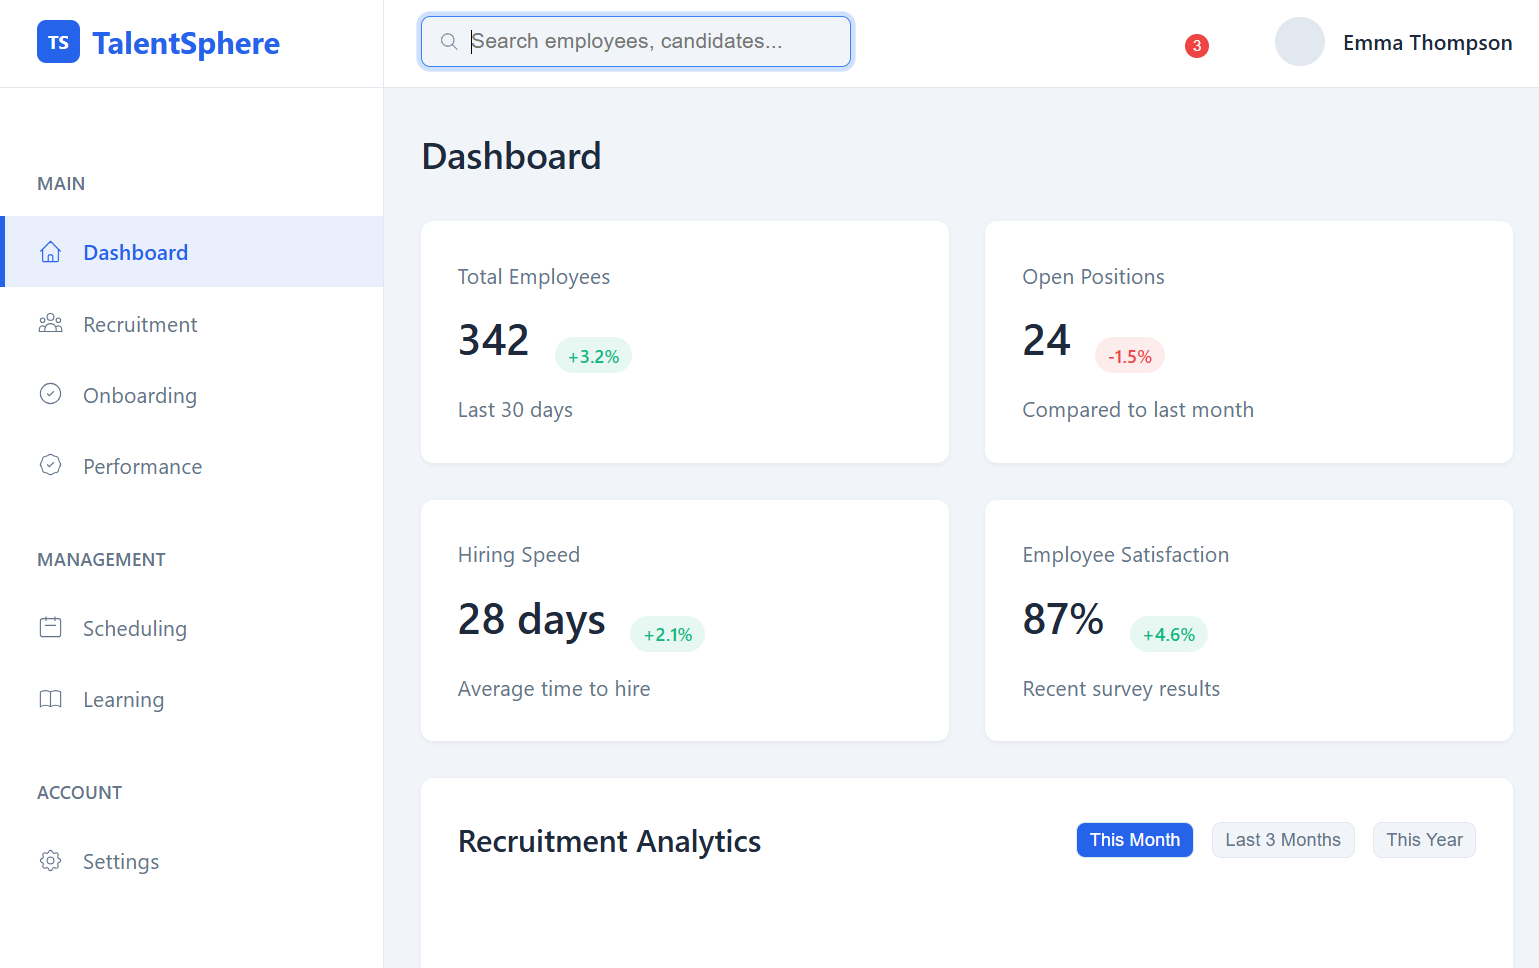 TS TalentSphere
Search employees, candidates...
3
Emma Thompson
MAIN
Dashboard
Recruitment
Onboarding
Performance
MANAGEMENT
Scheduling
Learning
ACCOUNT
Settings
Dashboard
Total Employees
342 +3.2%
Last 30 days
Open Positions
24 -1.5%
Compared to last month
Hiring Speed
28 days +2.1%
Average time to hire
Employee Satisfaction
87% +4.6%
Recent survey results
Recruitment Analytics
This Month
Last 3 Months
This Year